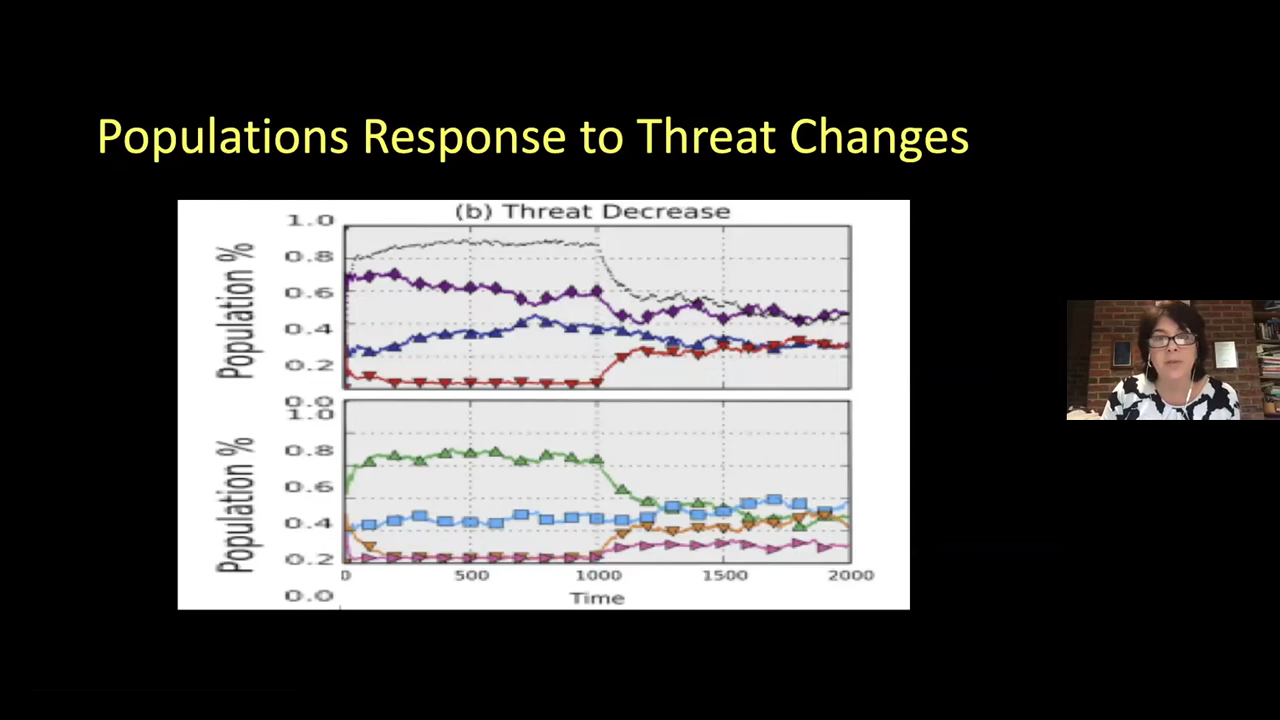 Populations Response to Threat Changes
(b) Threat Decrease
Population %
1.0
0.8
0.6
0.4
0.2
0.0
Population %
1.0
0.8
0.6
0.4
0.2
0.0
0 500 1000 1500 2000
Time